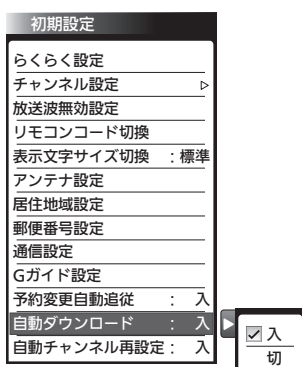 初期設定
らくらく設定
チャンネル設定
放送波無効設定
リモコンコード切換
表示文字サイズ切換 : 標準
アンテナ設定
居住地域設定
郵便番号設定
通信設定
Gガイド設定
予約変更自動追従 : 入
自動ダウンロード : 入
自動チャンネル再設定 : 入
入
切